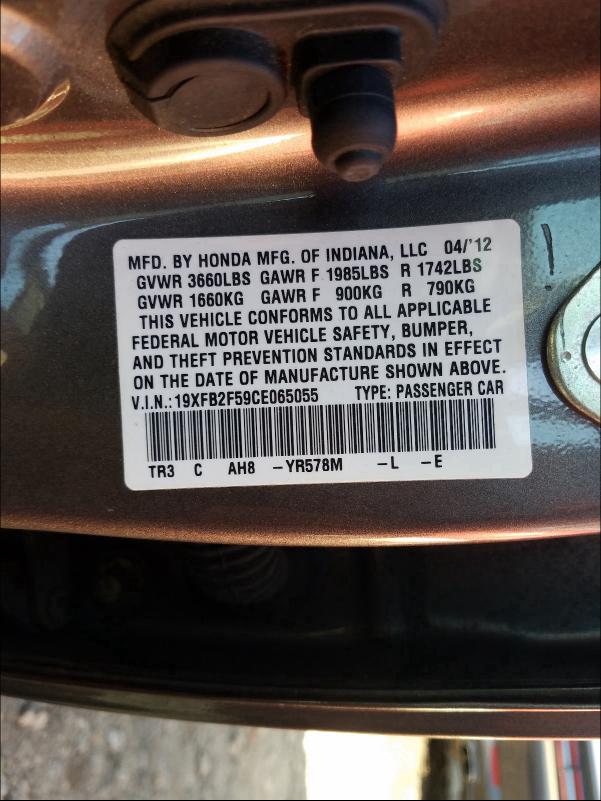 MFD. BY HONDA MFG. OF INDIANA, LLC 04/'12
GVWR 3660LBS GAWR F 1985LBS R 1742LBS
GVWR 1660KG GAWR F 900KG R 790KG
THIS VEHICLE CONFORMS TO ALL APPLICABLE
FEDERAL MOTOR VEHICLE SAFETY, BUMPER,
AND THEFT PREVENTION STANDARDS IN EFFECT
ON THE DATE OF MANUFACTURE SHOWN ABOVE.
V.I.N.:19XFB2F59CE065055 TYPE: PASSENGER CAR
TR3 C AH8 -YR578M -L -E